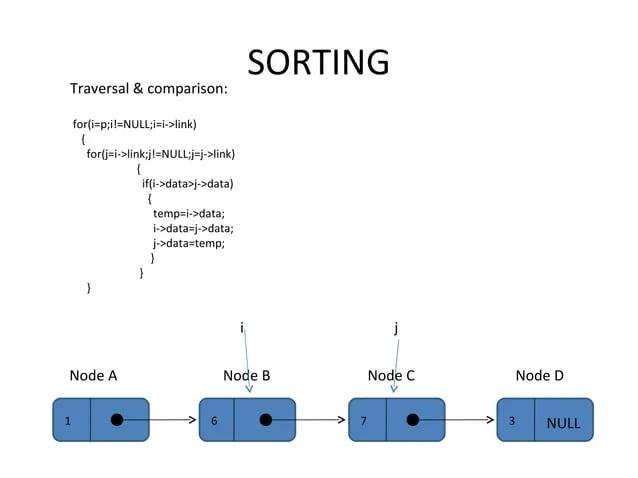 SORTING
Traversal & comparison:
for(i=p;i!=NULL;i=i->link)
{
for(j=i->link;j!=NULL;j=j->link)
{
if(i->data>j->data)
{
temp=i->data;
i->data=j->data;
j->data=temp;
}
}
}
i j
Node A Node B Node C Node D
1 6 7 3 NULL